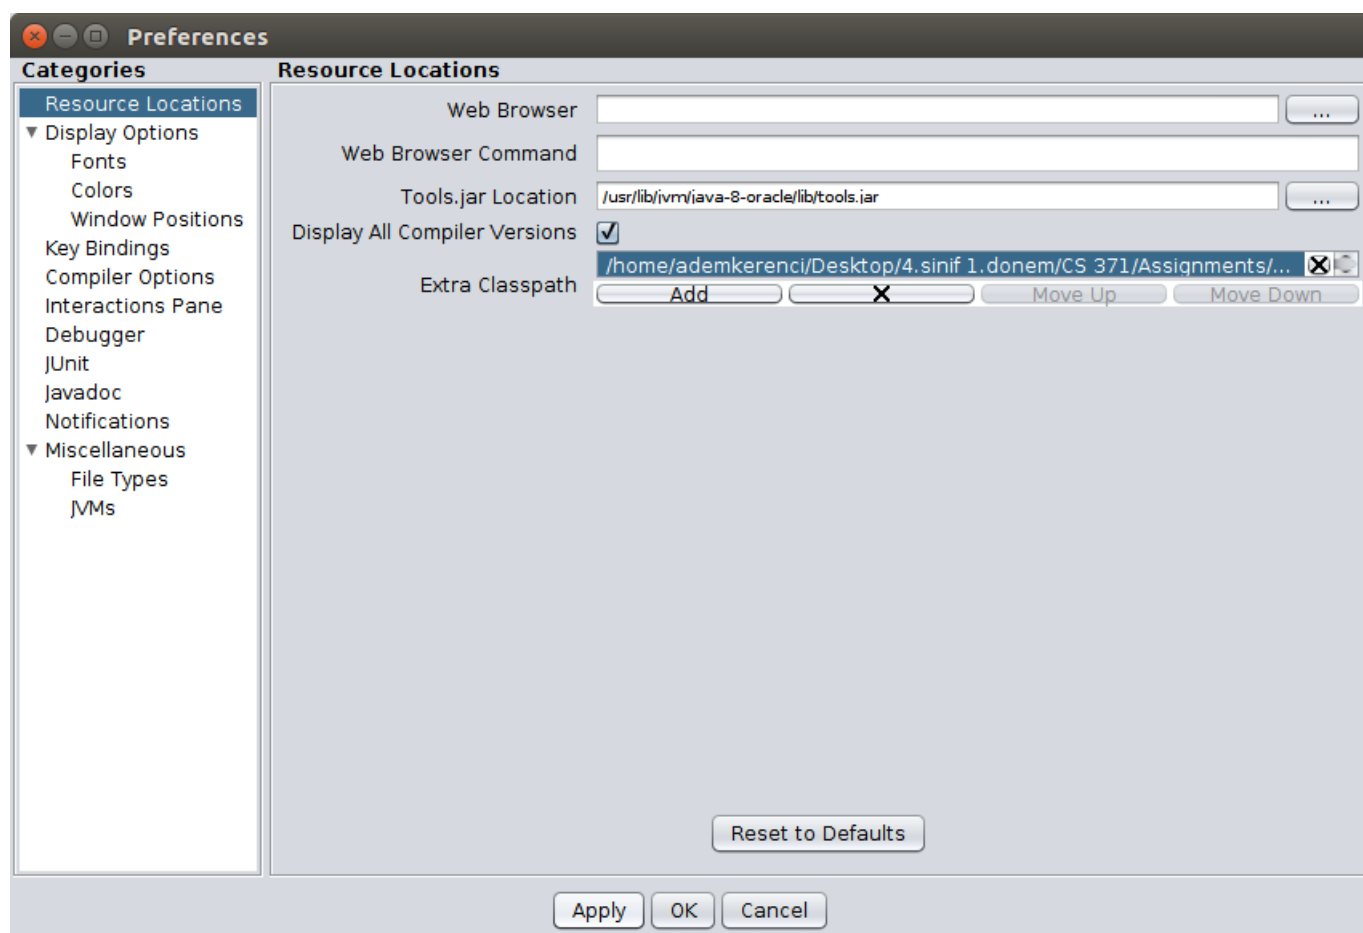 Preferences
Categories
Resource Locations
Display Options
Fonts
Colors
Window Positions
Key Bindings
Compiler Options
Interactions Pane
Debugger
JUnit
Javadoc
Notifications
Miscellaneous
File Types
JVMs
Resource Locations
Web Browser
...
Web Browser Command
Tools.jar Location /usr/lib/jvm/java-8-oracle/lib/tools.jar ...
Display All Compiler Versions
Extra Classpath
/home/ademkerenci/Desktop/4.sinif 1.donem/CS 371/Assignments/...
Add X Move Up Move Down
Reset to Defaults
Apply OK Cancel